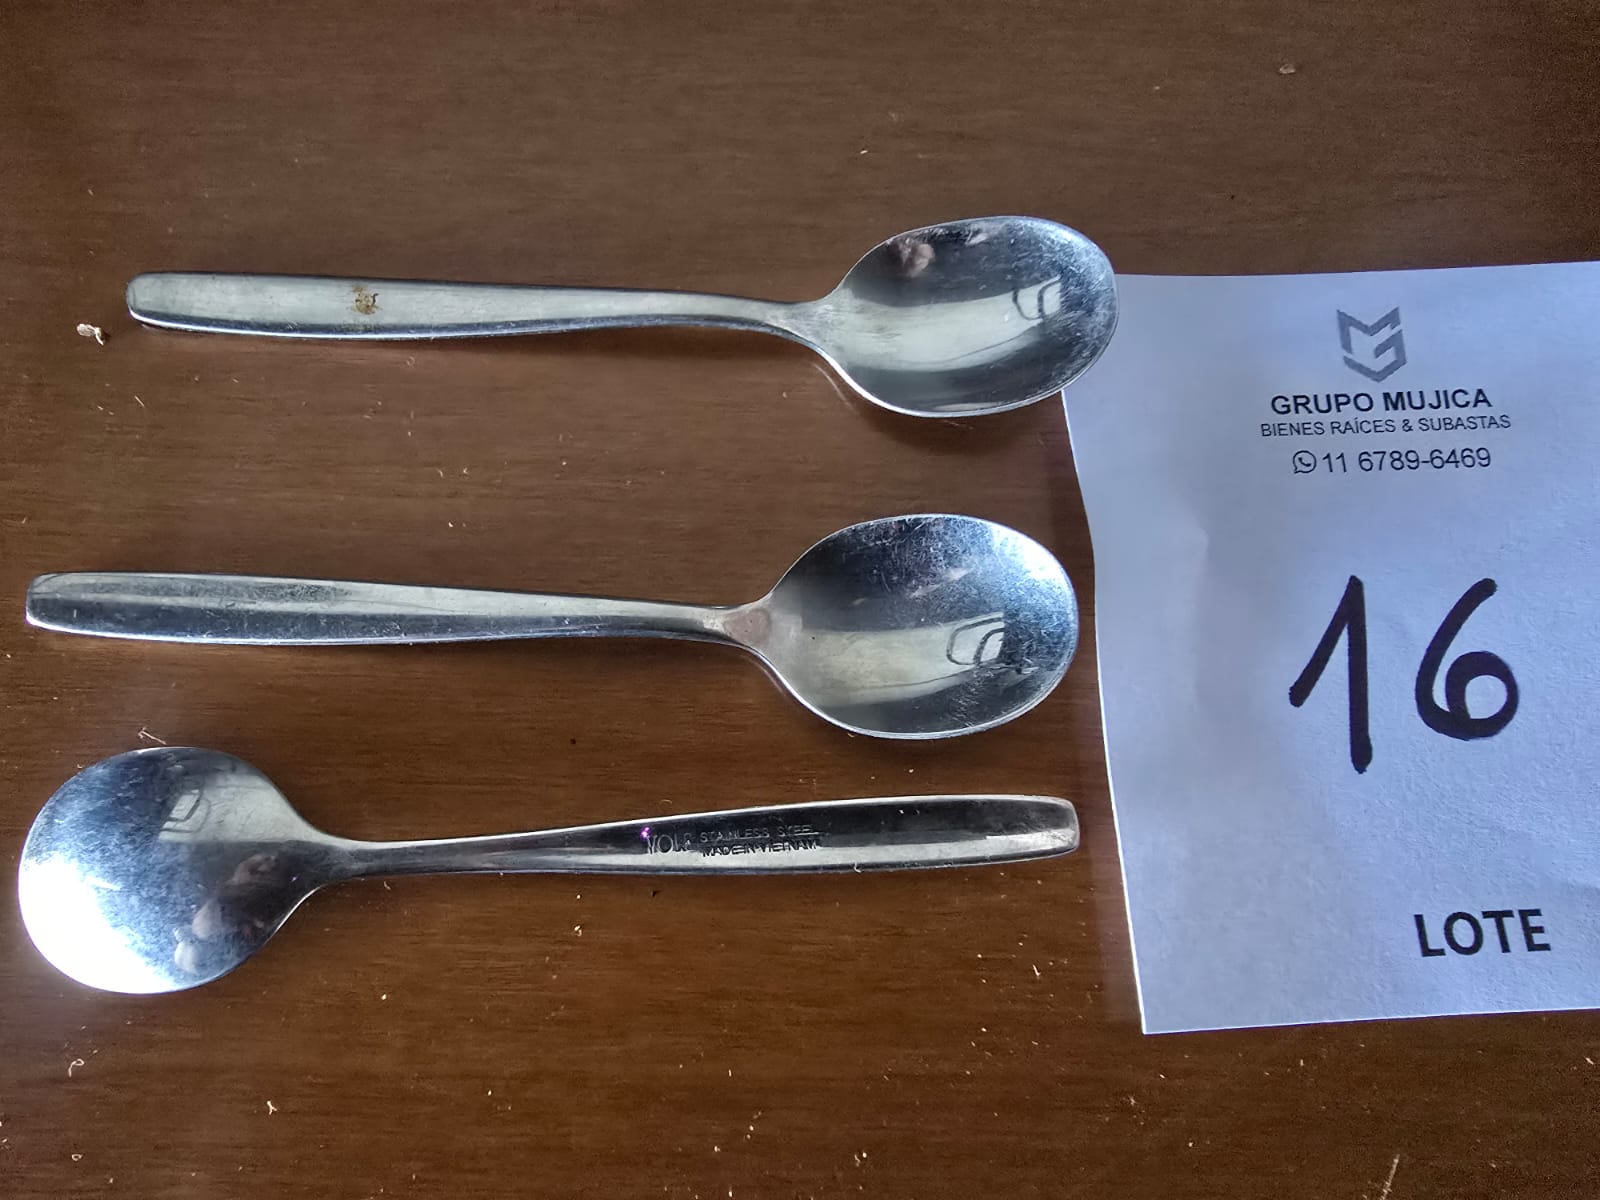 GRUPO MUJICA
BIENES RAÍCES & SUBASTAS
11 6789-6469
16
LOTE
STAINLESS STEEL
MADE IN VIETNAM